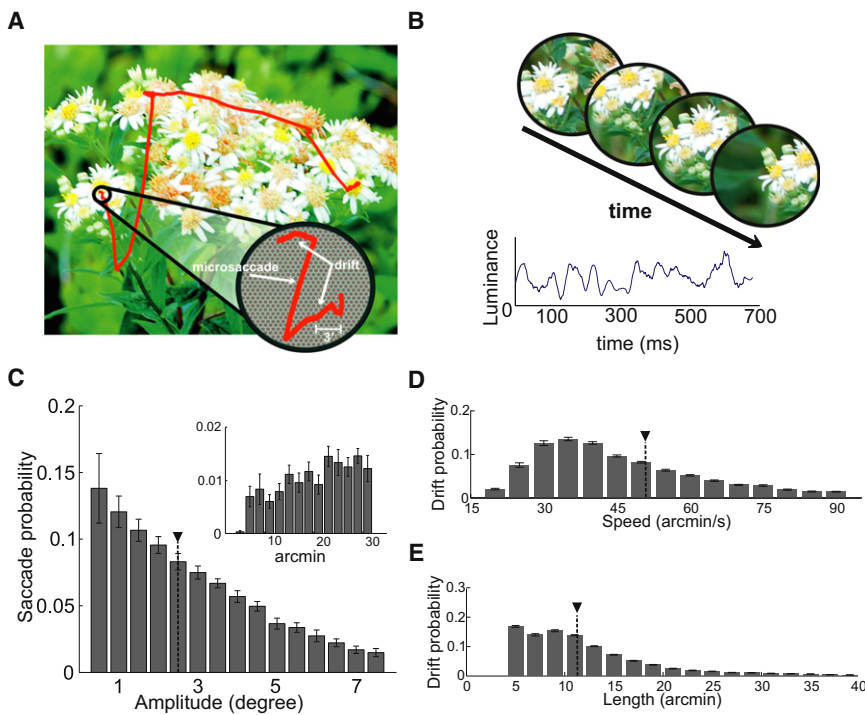 A
microsaccade
drift
3'
B
time
Luminance
0
100 300 500 700
time (ms)
C
Saccade probability
0.2
0.15
0.1
0.05
0
1 3 5 7
Amplitude (degree)
0.02
0.01
0
10 20 30
arcmin
D
Drift probability
0.2
0.1
0
15 30 45 60 75 90
Speed (arcmin/s)
E
Drift probability
0.3
0.2
0.1
0
0 5 10 15 20 25 30 35 40
Length (arcmin)